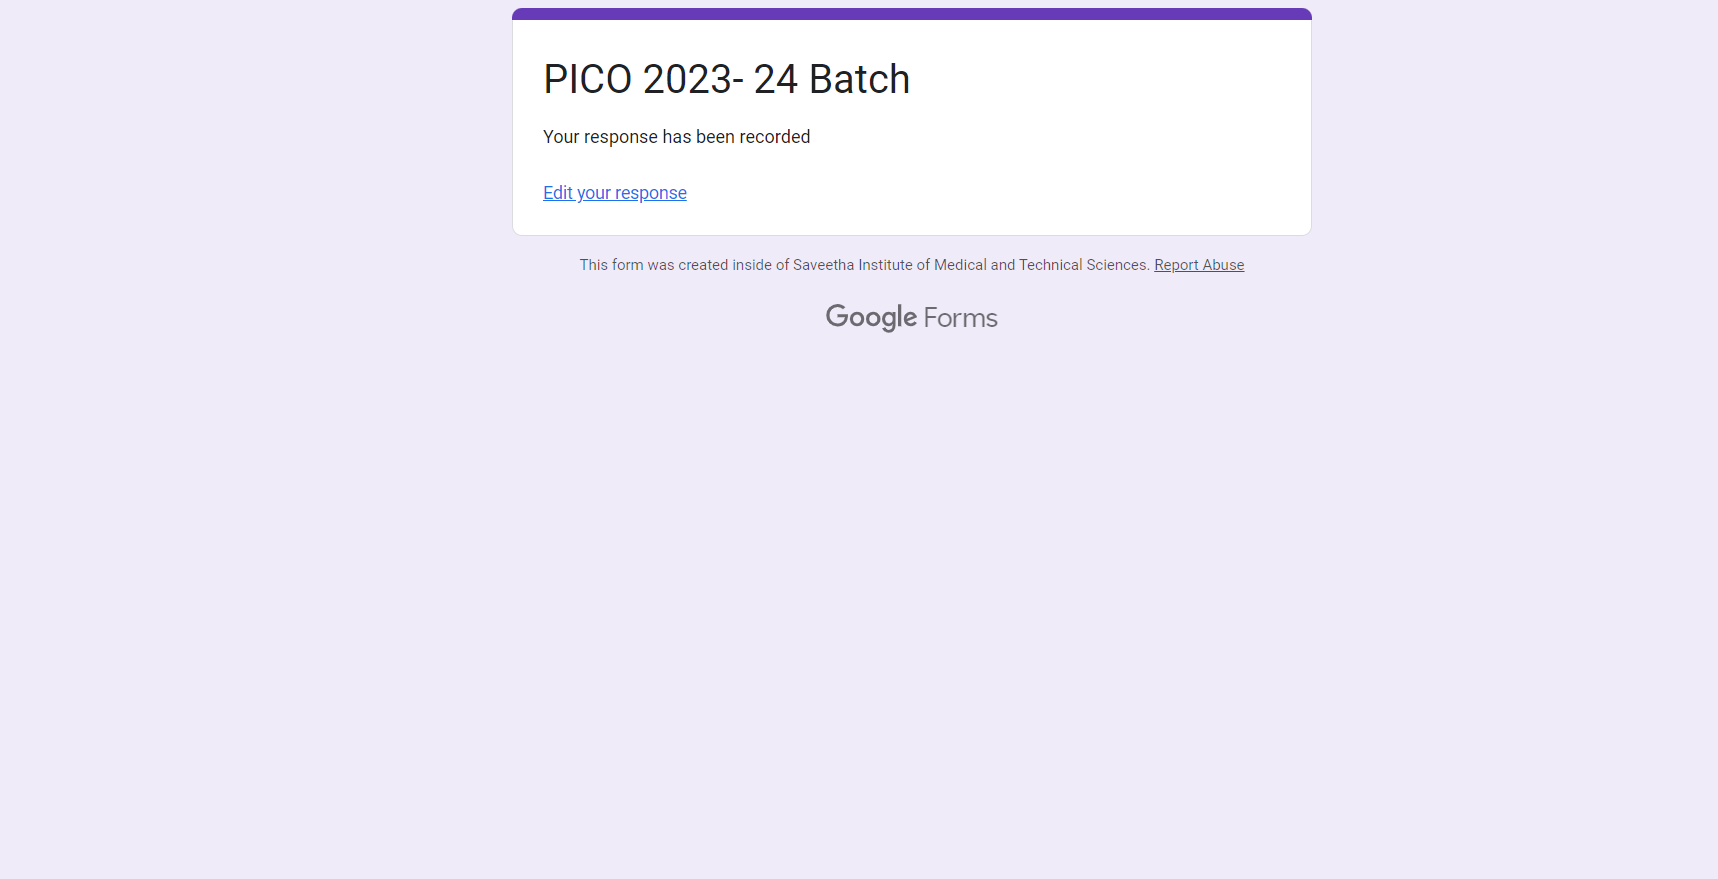 PICO 2023- 24 Batch
Your response has been recorded
Edit your response
This form was created inside of Saveetha Institute of Medical and Technical Sciences. Report Abuse
Google Forms